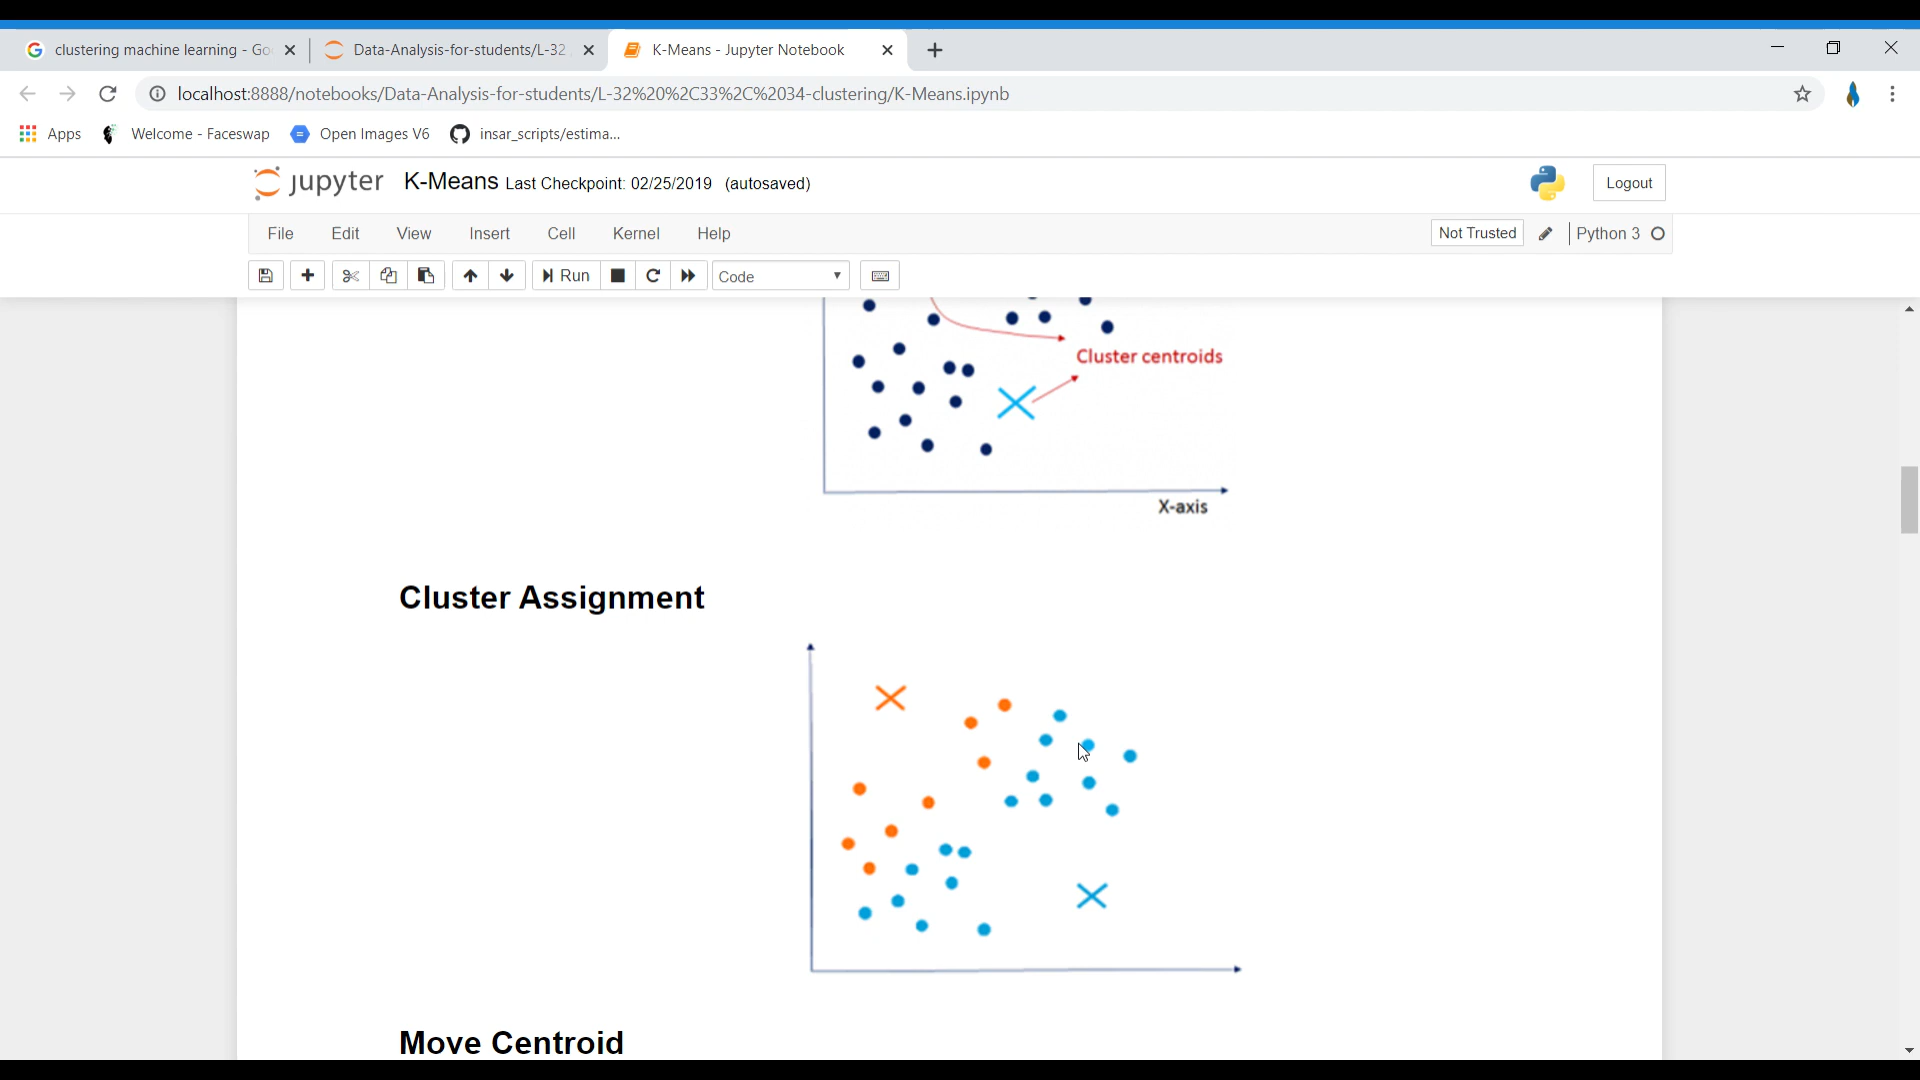 clustering machine learning - Go
Data-Analysis-for-students/L-32
K-Means - Jupyter Notebook
localhost:8888/notebooks/Data-Analysis-for-students/L-32%20%2C33%2C%2034-clustering/K-Means.ipynb
Apps
Welcome - Faceswap
Open Images V6
insar_scripts/estima...
jupyter
K-Means Last Checkpoint: 02/25/2019 (autosaved)
Logout
File Edit View Insert Cell Kernel Help
Not Trusted
Python 3
Run
Code
Cluster centroids
X-axis
Cluster Assignment
Move Centroid